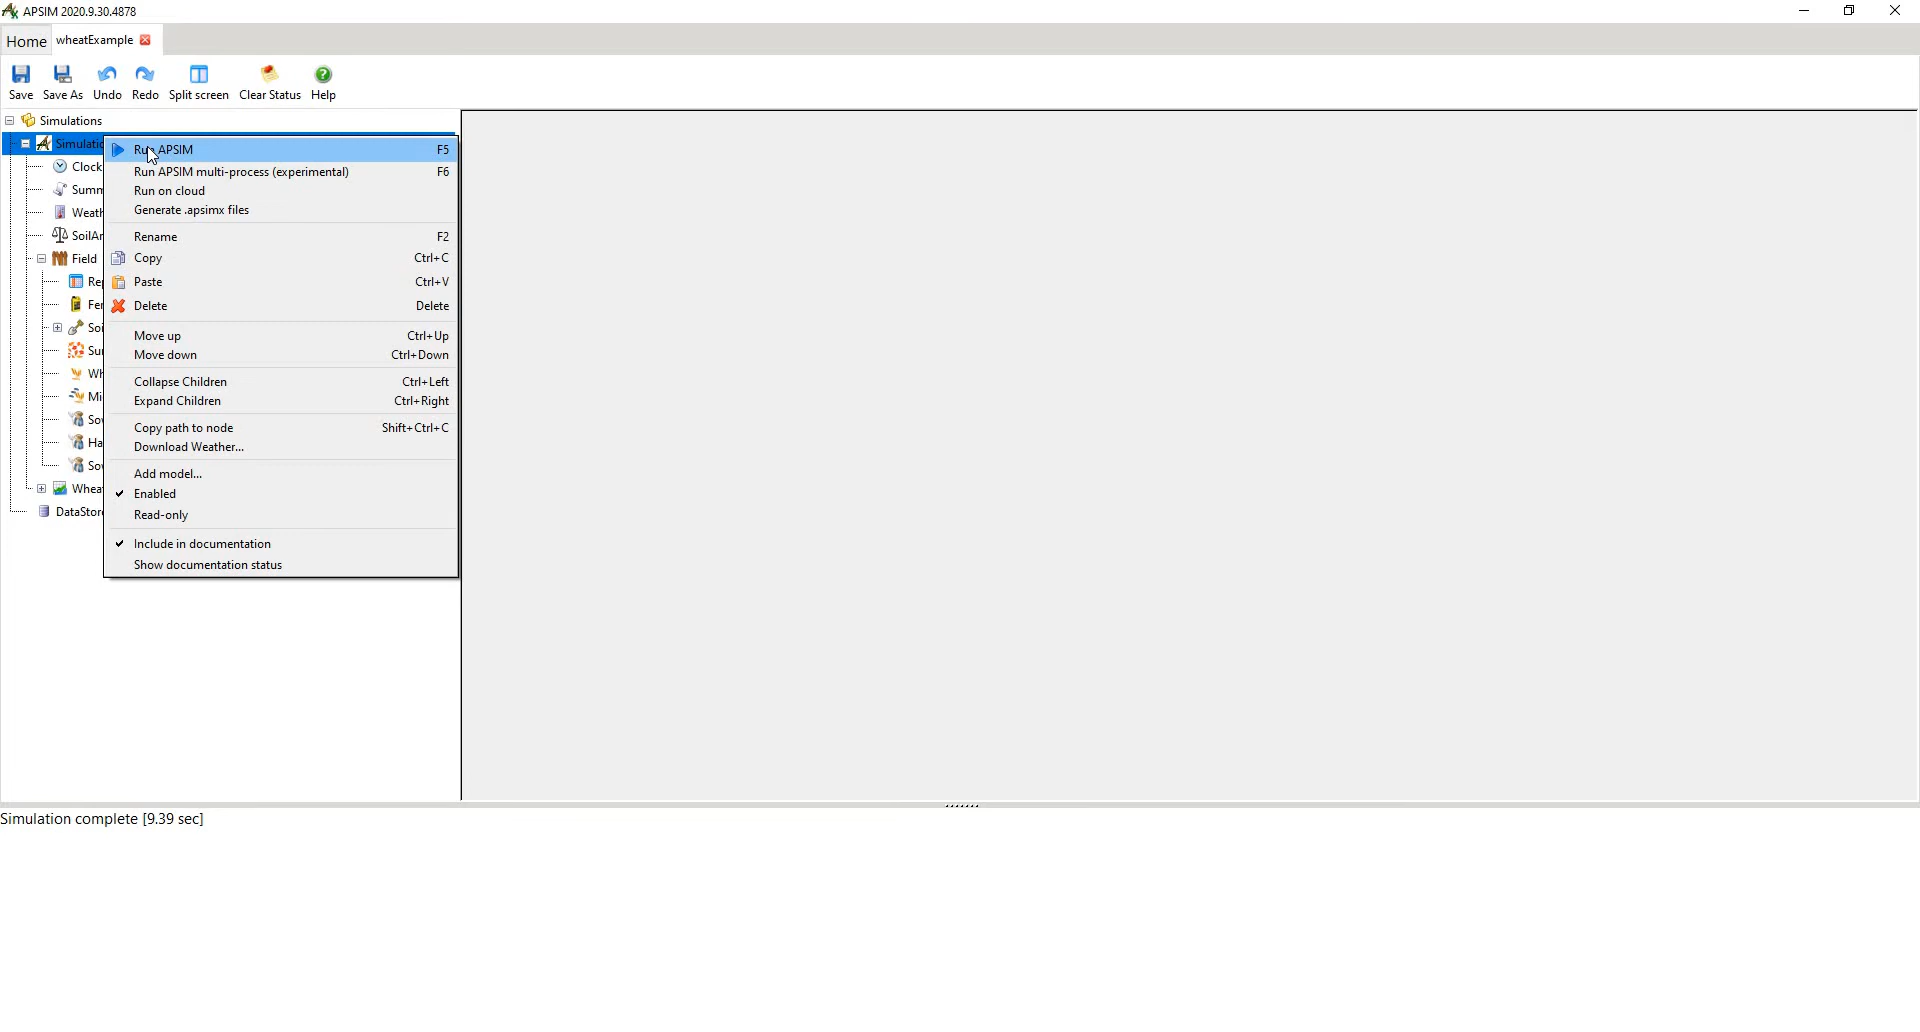 APSIM 2020.9.30.4878
Home wheatExample
Save Save As Undo Redo Split screen Clear Status Help
Simulations
Clock
Field
Run APSIM F5
Run APSIM multi-process (experimental) F6
Run on cloud
Generate .apsimx files
Rename F2
Copy Ctrl+C
Paste Ctrl+V
Delete Delete
Move up Ctrl+Up
Move down Ctrl+Down
Collapse Children Ctrl+Left
Expand Children Ctrl+Right
Copy path to node Shift+Ctrl+C
Download Weather...
Add model...
Enabled
Read-only
Include in documentation
Show documentation status
Simulation complete [9.39 sec]